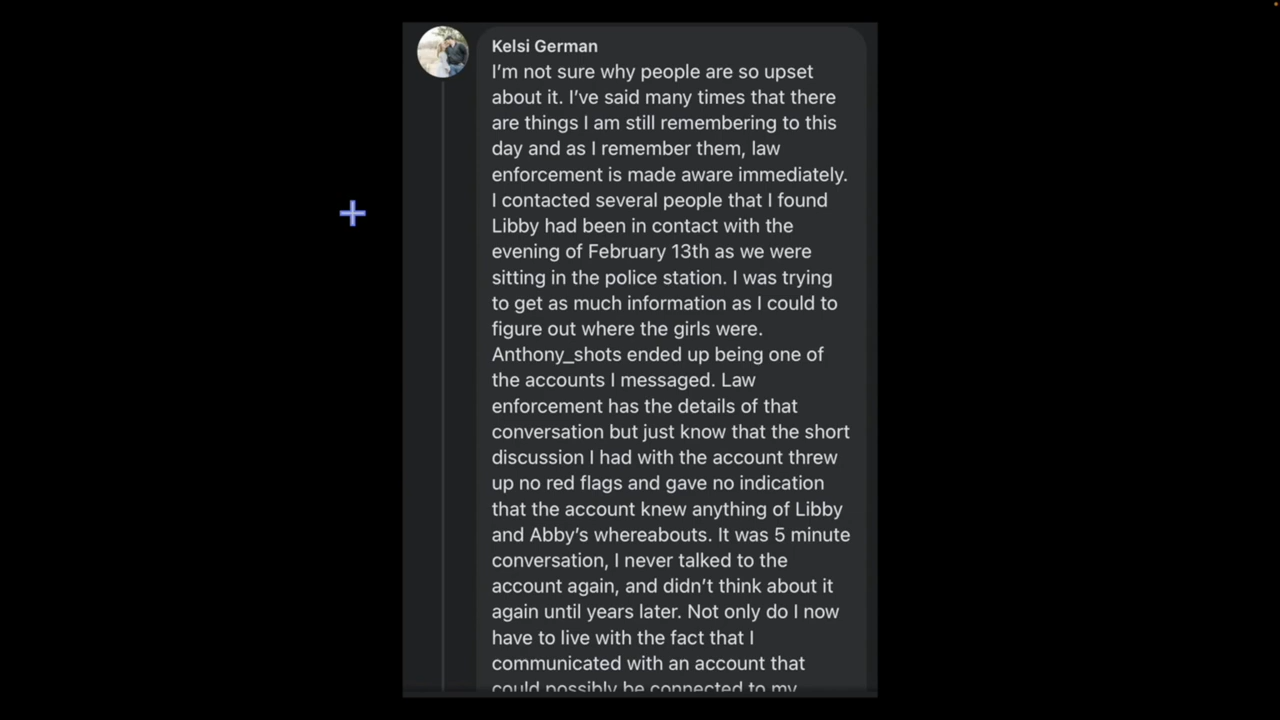 Kelsi German
I'm not sure why people are so upset
about it. I've said many times that there
are things I am still remembering to this
day and as I remember them, law
enforcement is made aware immediately.
I contacted several people that I found
Libby had been in contact with the
evening of February 13th as we were
sitting in the police station. I was trying
to get as much information as I could to
figure out where the girls were.
Anthony_shots ended up being one of
the accounts I messaged. Law
enforcement has the details of that
conversation but just know that the short
discussion I had with the account threw
up no red flags and gave no indication
that the account knew anything of Libby
and Abby's whereabouts. It was 5 minute
conversation, I never talked to the
account again, and didn't think about it
again until years later. Not only do I now
have to live with the fact that I
communicated with an account that
could possibly be connected to my